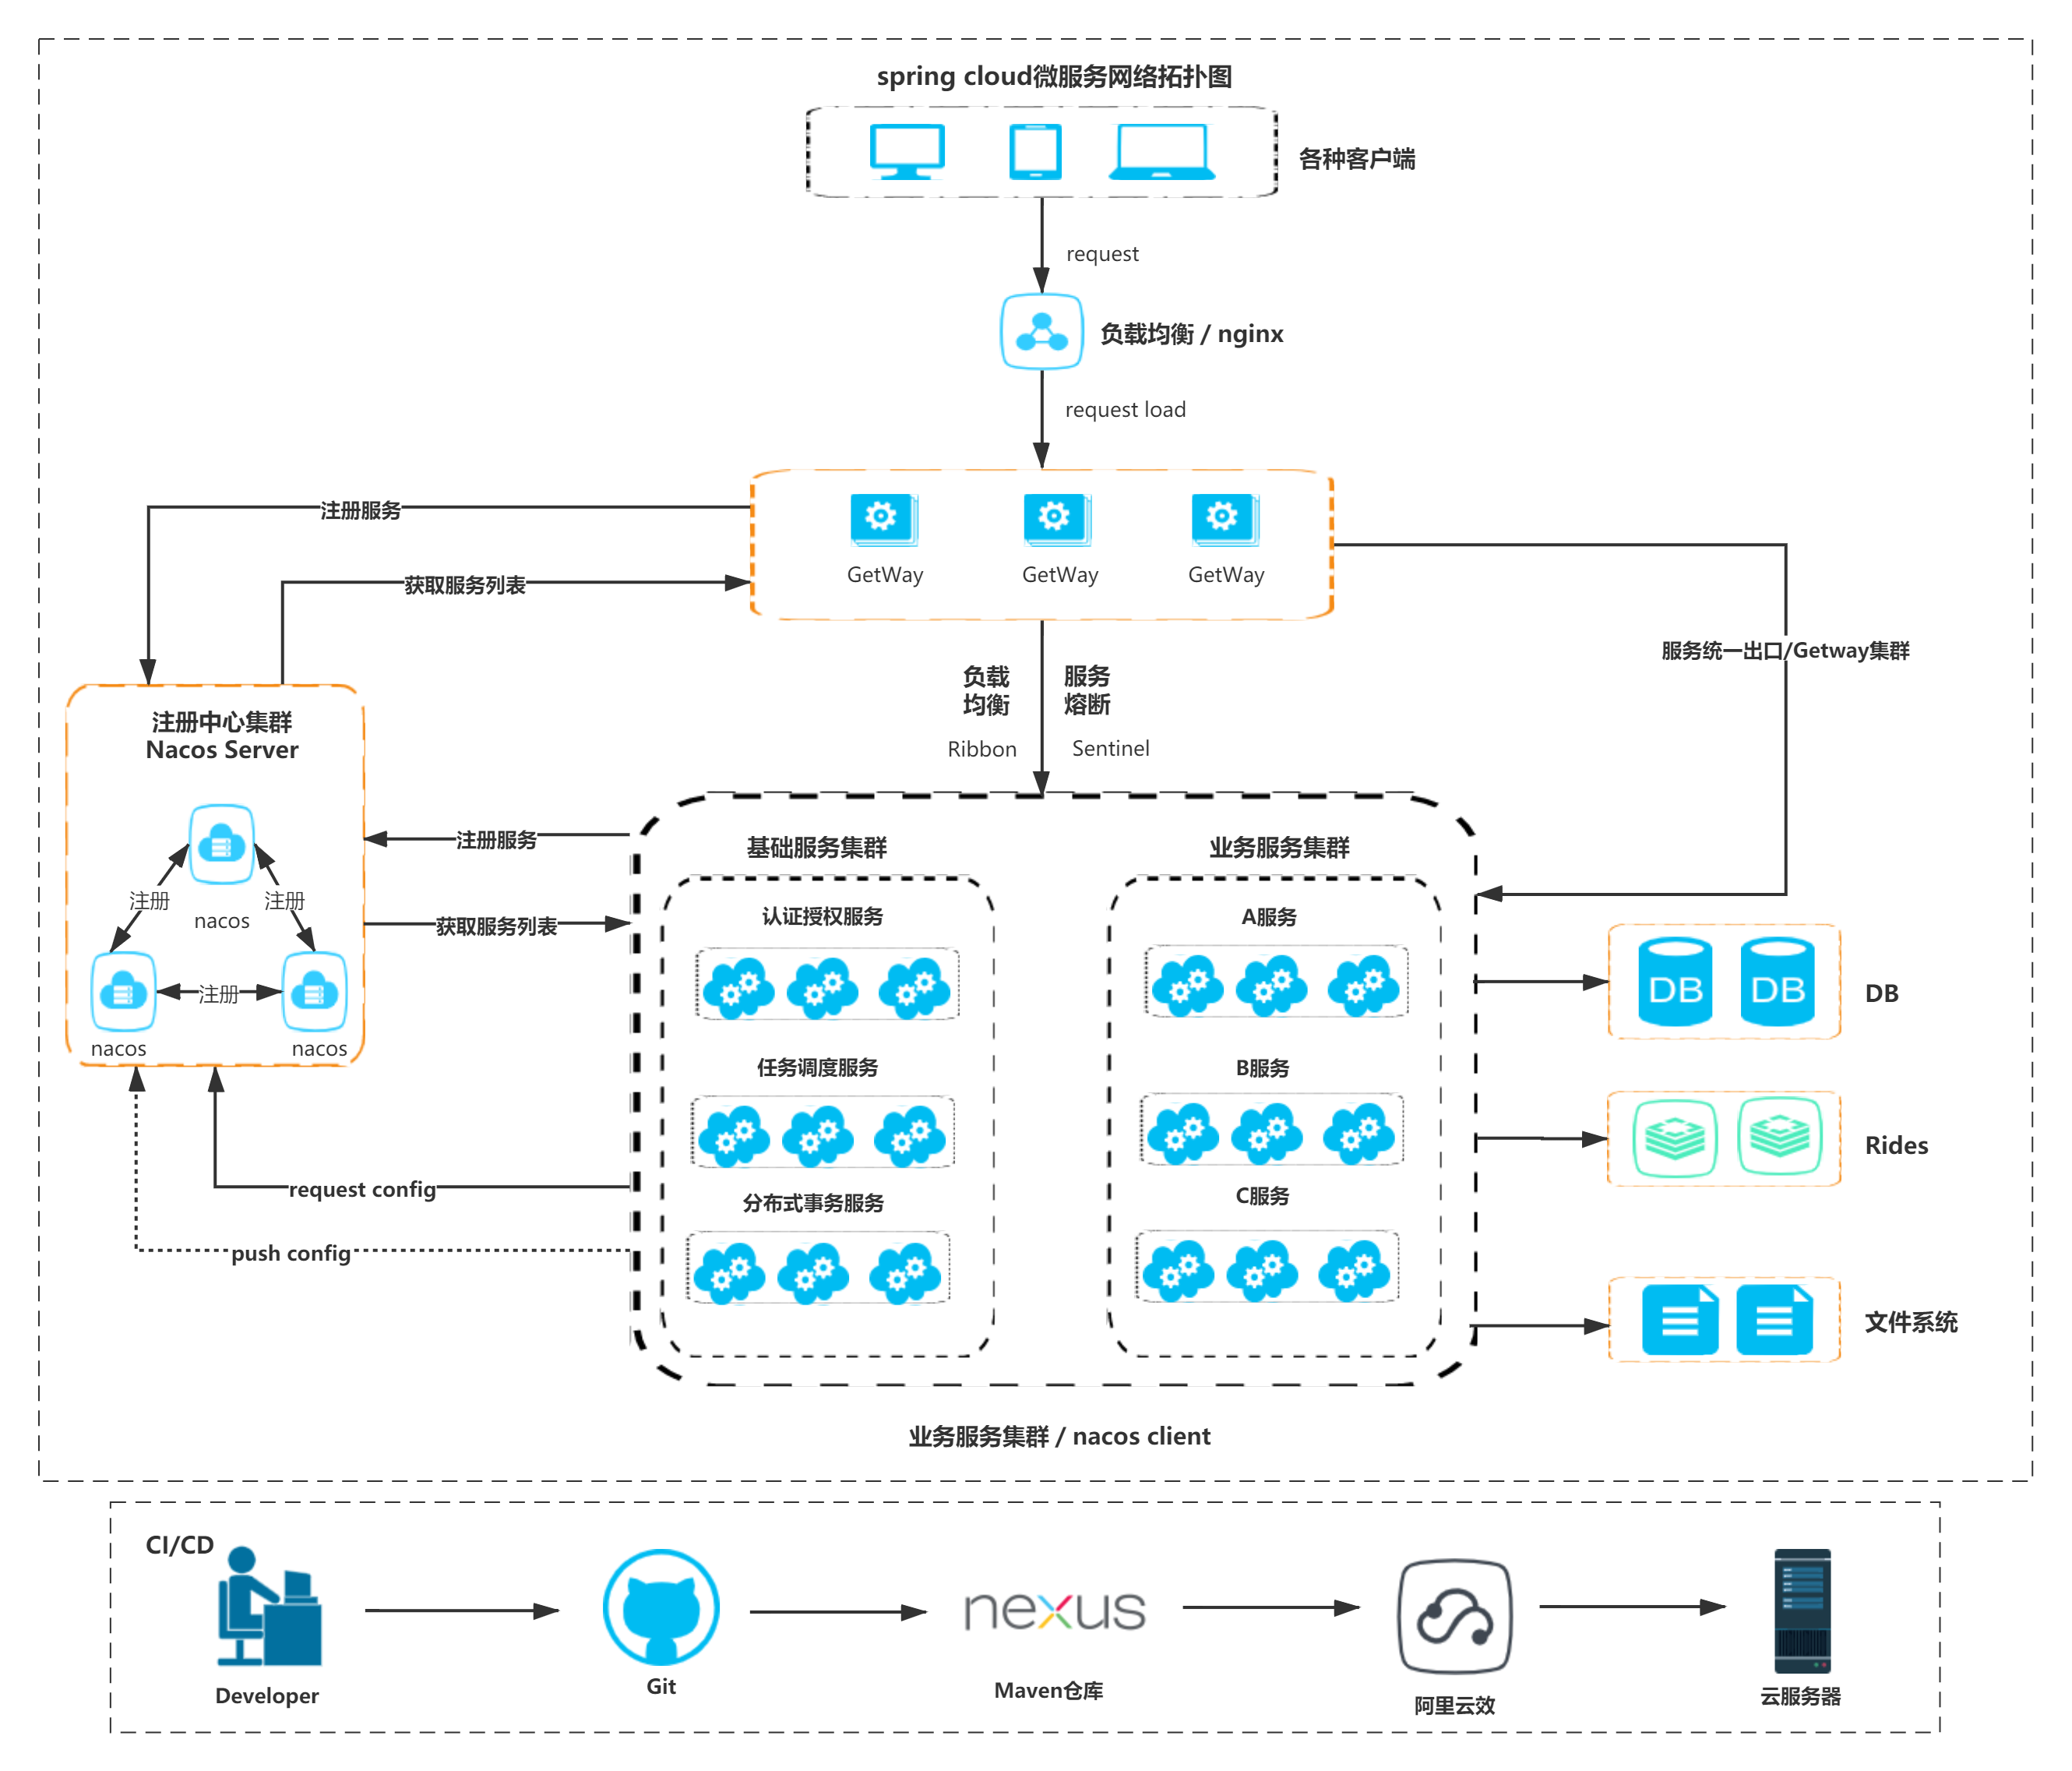 spring cloud微服务网络拓扑图
各种客户端
request
负载均衡 / nginx
request load
注册服务
GetWay
GetWay
GetWay
获取服务列表
服务统一出口/Getway集群
负载
均衡
服务
熔断
Ribbon
Sentinel
注册中心集群
Nacos Server
注册
注册
nacos
注册
nacos
nacos
注册服务
获取服务列表
request config
push config
基础服务集群
认证授权服务
任务调度服务
分布式事务服务
业务服务集群
A服务
B服务
C服务
DB
DB
DB
Rides
文件系统
业务服务集群 / nacos client
CI/CD
Developer
Git
nexus
Maven仓库
阿里云效
云服务器